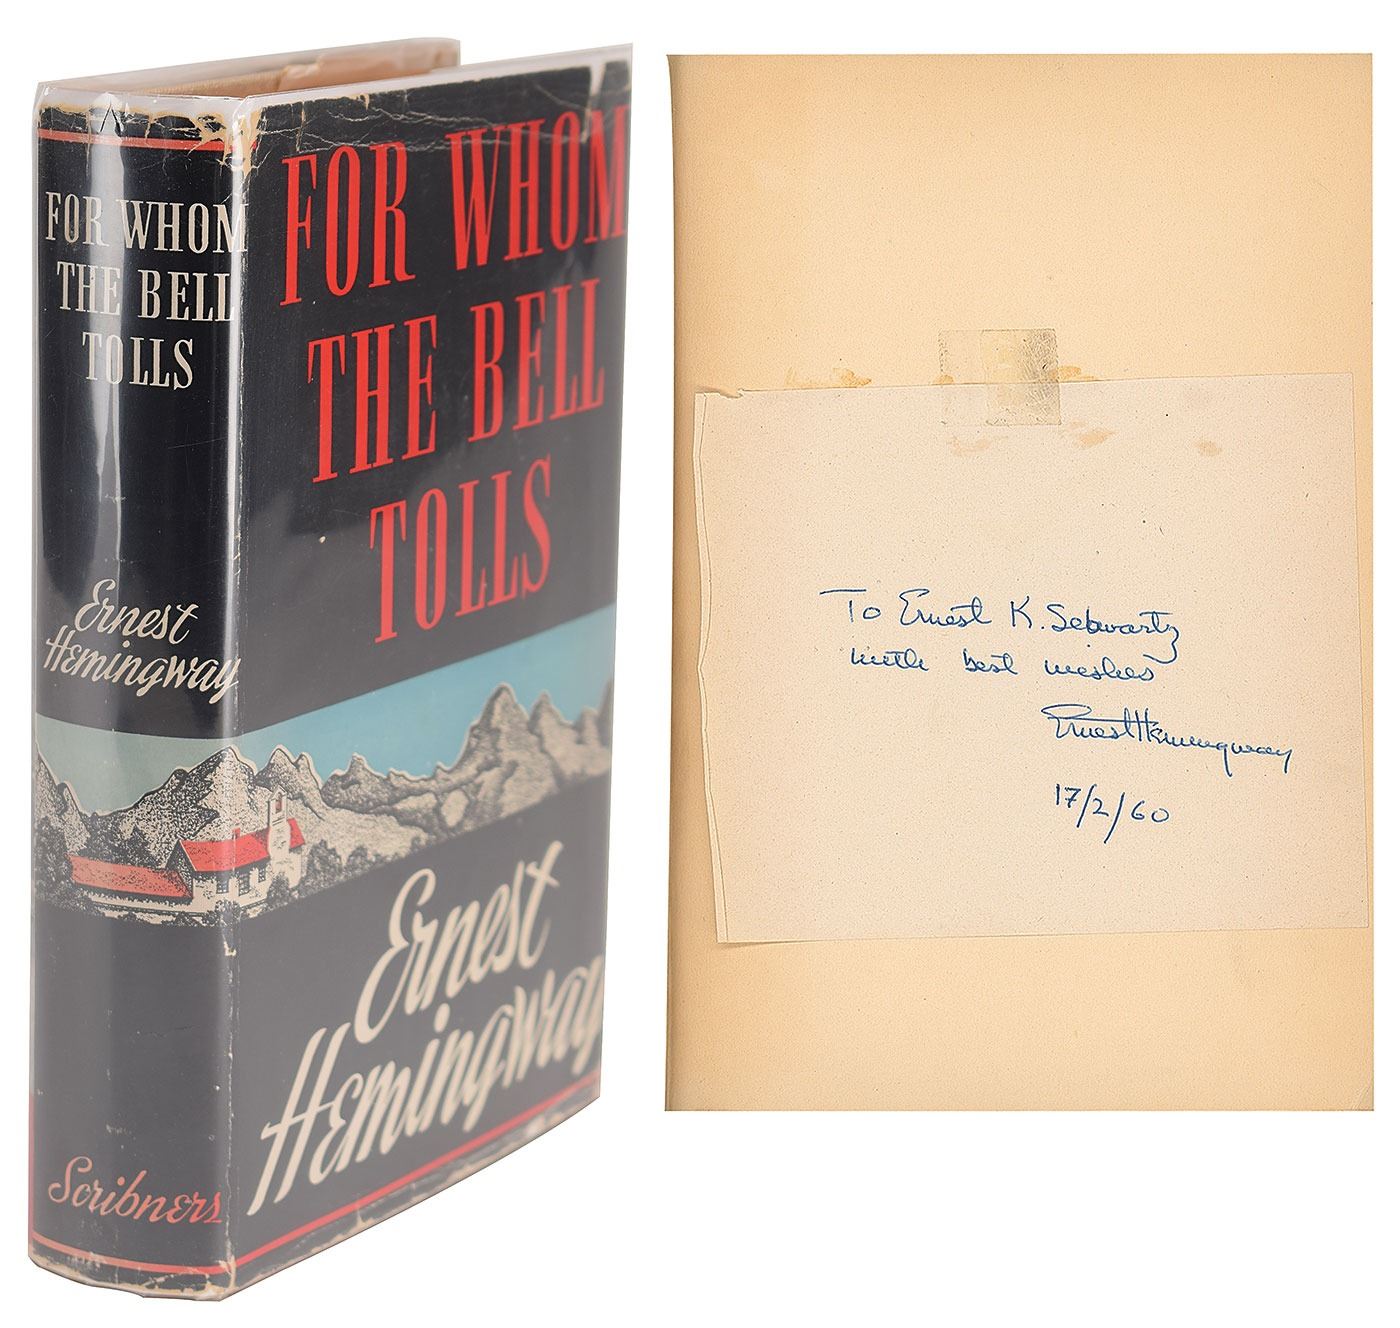 FOR WHOM
THE BELL
TOLLS
Ernest
Hemingway
Scribners
FOR WHOM
THE BELL
TOLLS
Ernest
Hemingway
To Ernest K. Schwartz
with best wishes
Ernest Hemingway
17/2/60